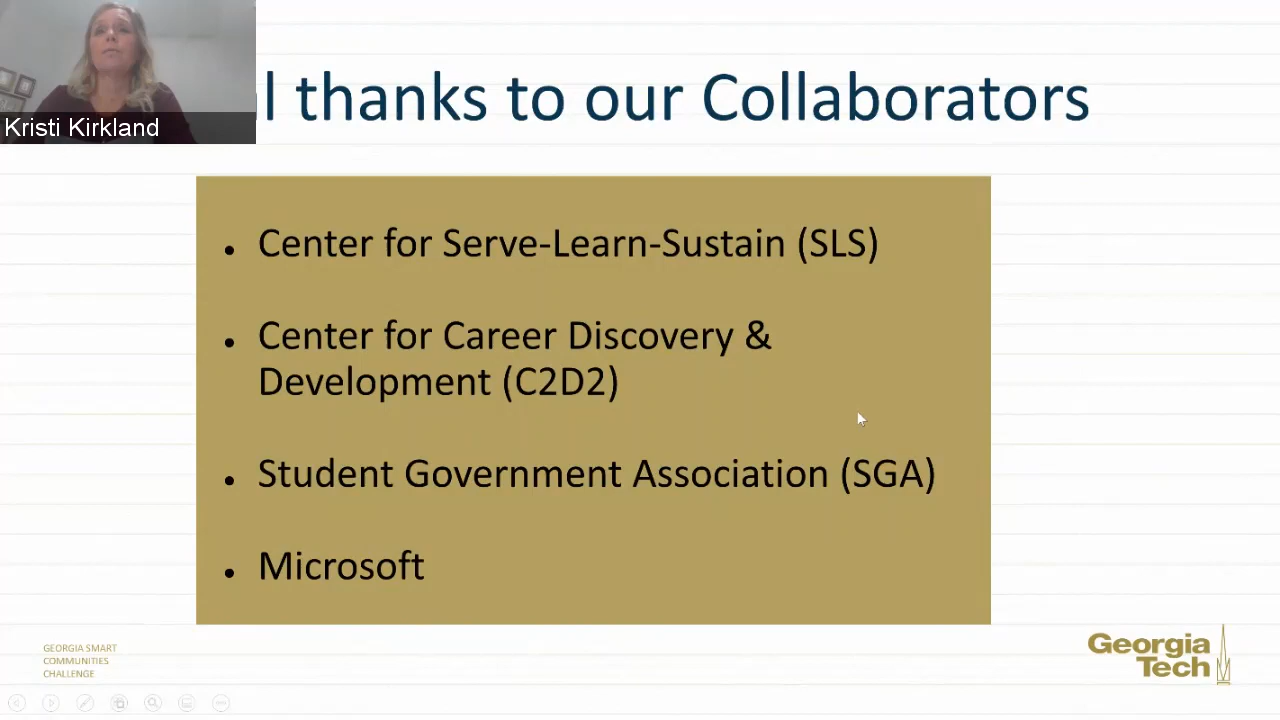 l thanks to our Collaborators
Kristi Kirkland
• Center for Serve-Learn-Sustain (SLS)
• Center for Career Discovery &
Development (C2D2)
• Student Government Association (SGA)
• Microsoft
GEORGIA SMART
COMMUNITIES
CHALLENGE
Georgia
Tech